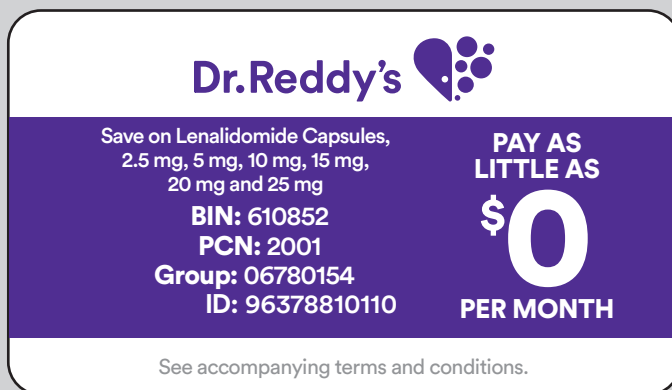 Dr.Reddy's
Save on Lenalidomide Capsules,
2.5 mg, 5 mg, 10 mg, 15 mg,
20 mg and 25 mg
BIN: 610852
PCN: 2001
Group: 06780154
ID: 96378810110
PAY AS
LITTLE AS
$0
PER MONTH
See accompanying terms and conditions.